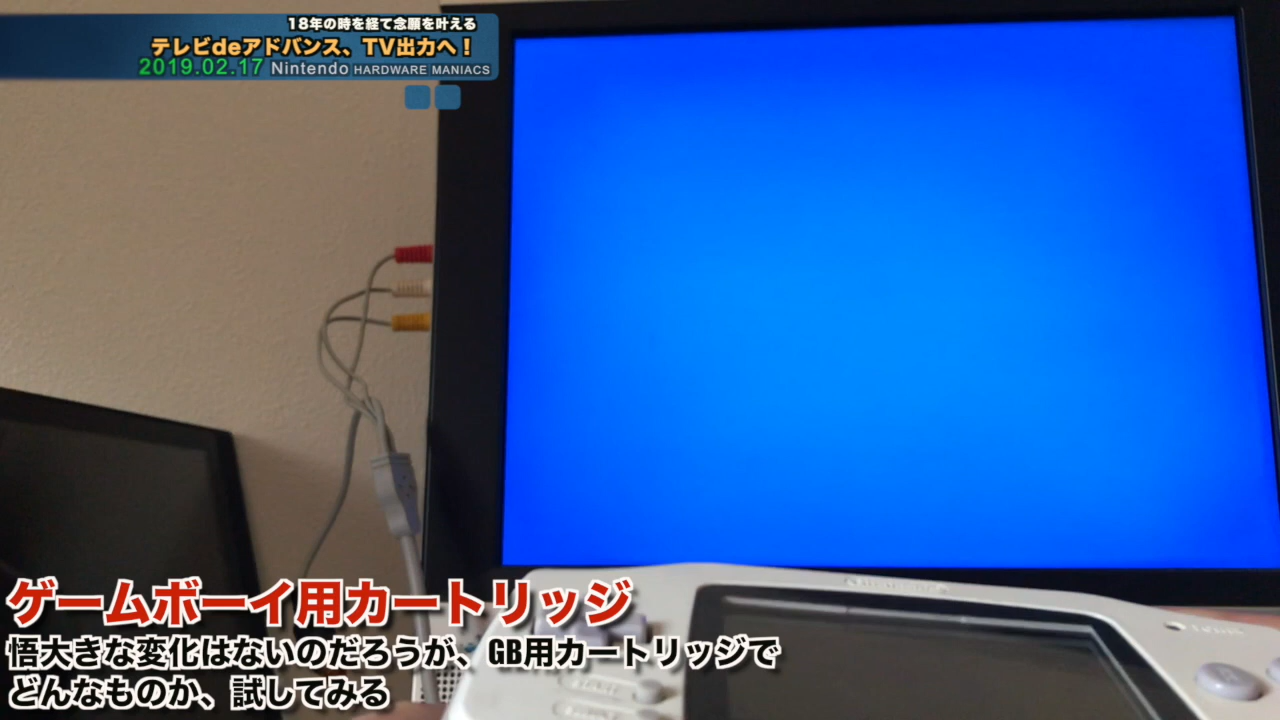 18年の時を経て念願を叶える
テレビdeアドバンス、TV出力へ！
2019.02.17 Nintendo HARDWARE MANIACS
ゲームボーイ用カートリッジ
悟大きな変化はないのだろうが、GB用カートリッジで
どんなものか、試してみる